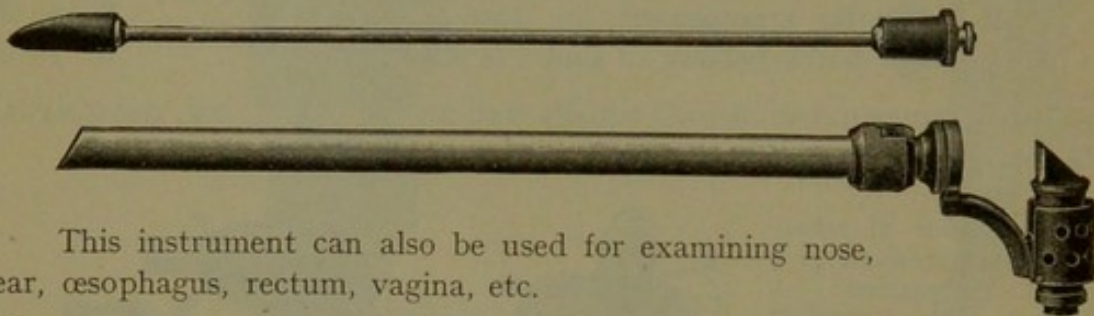 This instrument can also be used for examining nose,
ear, œsophagus, rectum, vagina, etc.